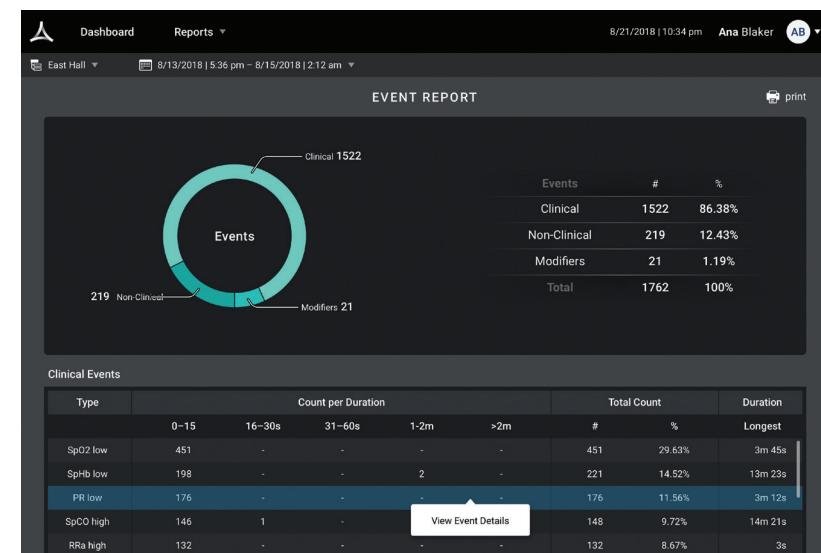 Dashboard Reports 8/21/2018 | 10:34 pm Ana Blaker AB
East Hall 8/13/2018 | 5:36 pm – 8/15/2018 | 2:12 am
EVENT REPORT print
Clinical 1522
Events # %
Clinical 1522 86.38%
Events
Non-Clinical 219 12.43%
Modifiers 21 1.19%
Total 1762 100%
219 Non-Clinical
Modifiers 21
Clinical Events
Type Count per Duration Total Count Duration
0–15 16–30s 31–60s 1-2m >2m # % Longest
SpO2 low 451 - - - - 451 29.63% 3m 45s
SpHb low 198 - - 2 - 221 14.52% 13m 23s
PR low 176 - - - - 176 11.56% 3m 12s
SpCO high 146 1 - 148 9.72% 14m 21s
View Event Details
RRa high 132 - - - - 132 8.67% 3s